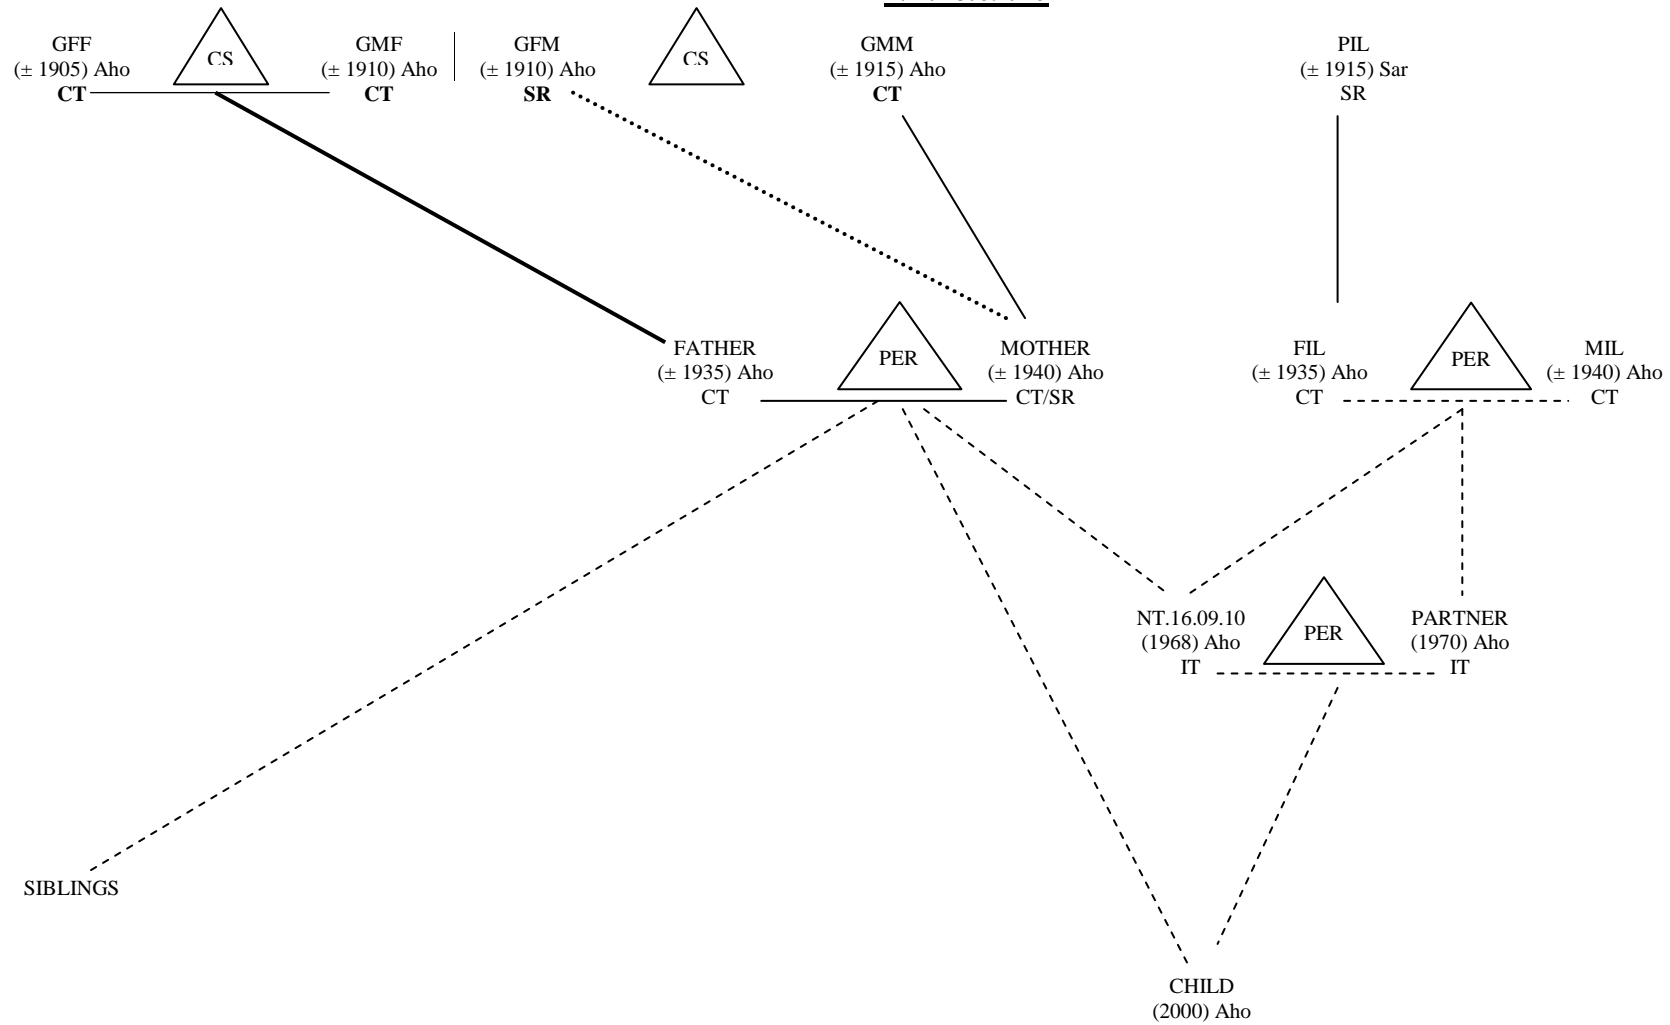 GFF
(± 1905) Aho
CT
CS
GMF
(± 1910) Aho
CT
GFM
(± 1910) Aho
SR
CS
GMM
(± 1915) Aho
CT
PIL
(± 1915) Sar
SR
FATHER
(± 1935) Aho
CT
PER
MOTHER
(± 1940) Aho
CT/SR
FIL
(± 1935) Aho
CT
PER
MIL
(± 1940) Aho
CT
NT.16.09.10
(1968) Aho
IT
PER
PARTNER
(1970) Aho
IT
SIBLINGS
CHILD
(2000) Aho